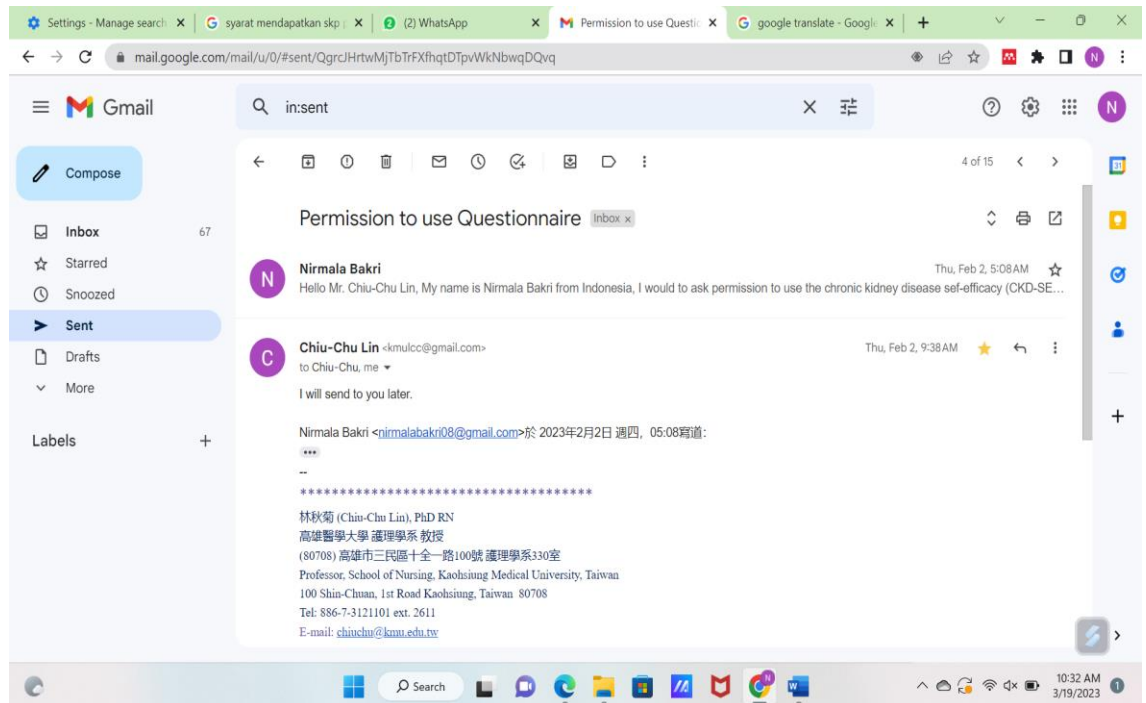 Settings - Manage search
syarat mendapatkan skp
(2) WhatsApp
Permission to use Questio
google translate - Google
mail.google.com/mail/u/0/#sent/QgrcJHrtwMjTbTrFXfhqtDTpvWkNbwqDQvq
N
Gmail
in:sent
N
Compose
4 of 15
31
Permission to use Questionnaire Inbox ×
Inbox 67
Starred
Snoozed
Sent
Drafts
More
Labels +
N
Nirmala Bakri Thu, Feb 2, 5:08 AM
Hello Mr. Chiu-Chu Lin, My name is Nirmala Bakri from Indonesia, I would to ask permission to use the chronic kidney disease sef-efficacy (CKD-SE…
C
Chiu-Chu Lin <kmulcc@gmail.com> Thu, Feb 2, 9:38 AM
to Chiu-Chu, me
I will send to you later.
Nirmala Bakri <nirmalabakri08@gmail.com>於 2023年2月2日 週四, 05:08寫道:
•••
--
*************************************
林秋菊 (Chiu-Chu Lin), PhD RN
高雄醫學大學 護理學系 教授
(80708) 高雄市三民區十全一路100號 護理學系330室
Professor, School of Nursing, Kaohsiung Medical University, Taiwan
100 Shin-Chuan, 1st Road Kaohsiung, Taiwan 80708
Tel: 886-7-3121101 ext. 2611
E-mail: chiuchu@kmu.edu.tw
Search
10:32 AM
3/19/2023
1